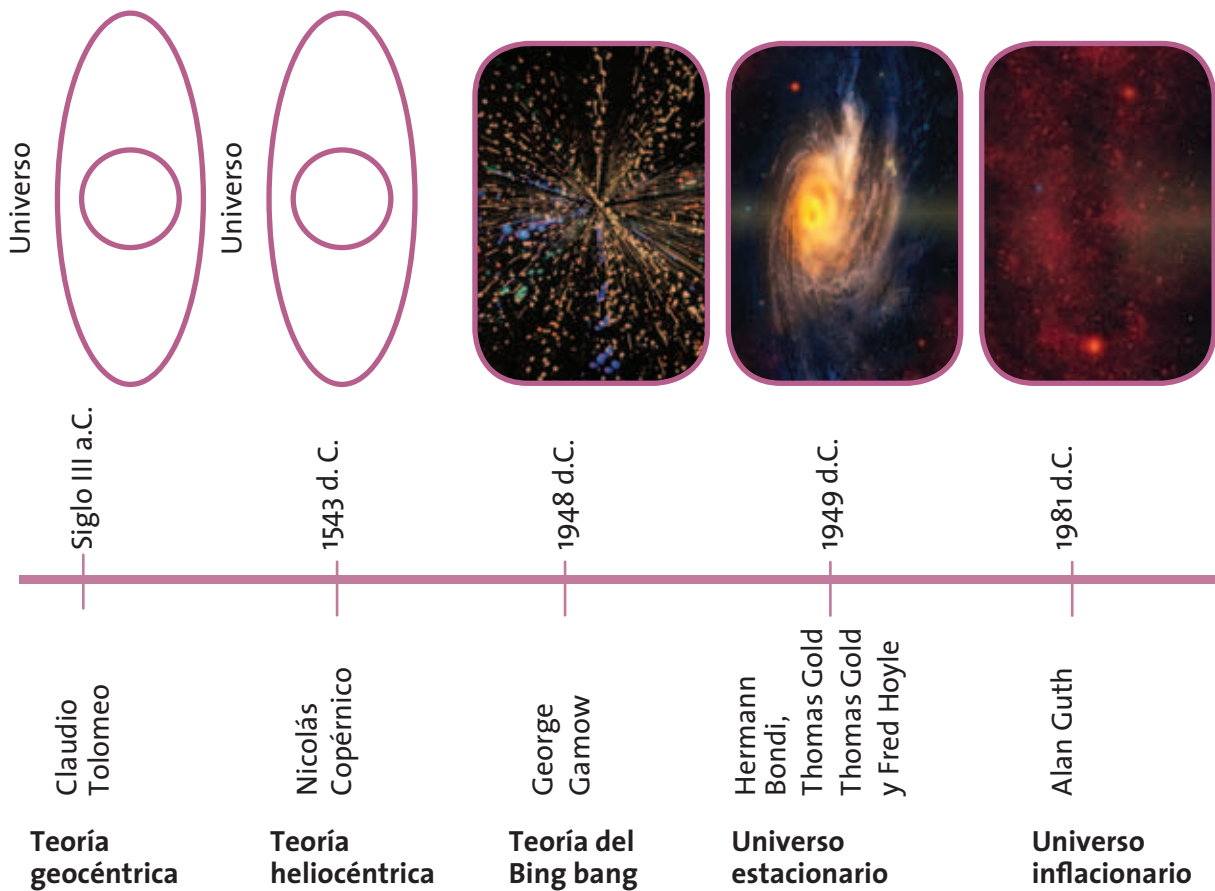 Universo
Universo
Siglo III a.C.
1543 d. C.
1948 d.C.
1949 d.C.
1981 d.C.
Claudio
Tolomeo
Nicolás
Copérnico
George
Gamow
Hermann
Bondi,
Thomas Gold
Thomas Gold
y Fred Hoyle
Alan Guth
Teoría
geocéntrica
Teoría
heliocéntrica
Teoría del
Bing bang
Universo
estacionario
Universo
inflacionario